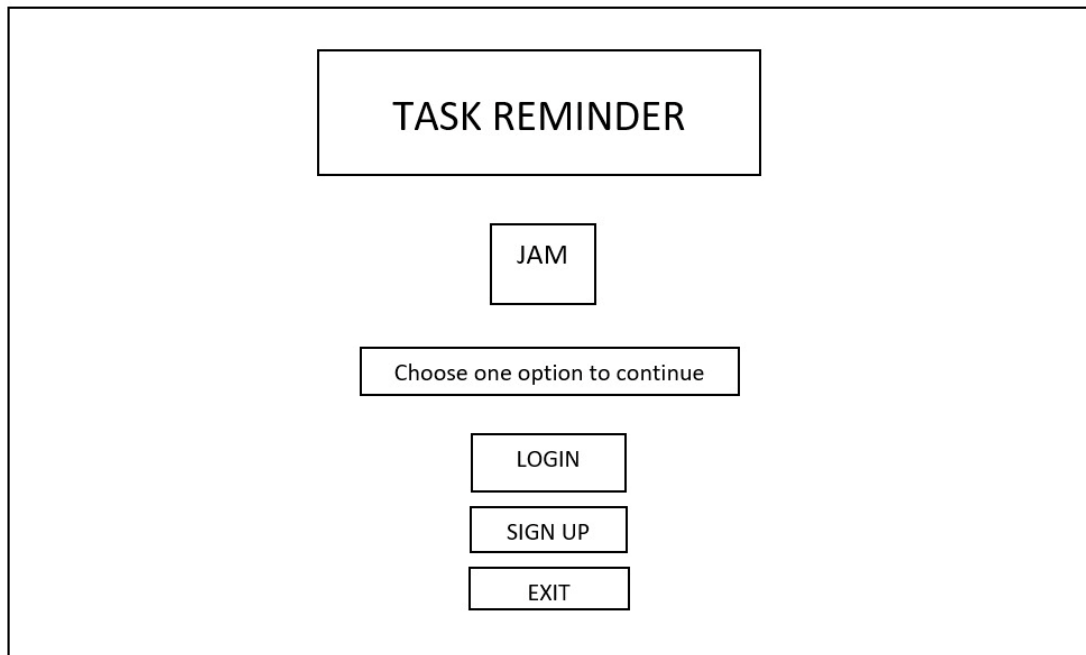 TASK REMINDER
JAM
Choose one option to continue
LOGIN
SIGN UP
EXIT